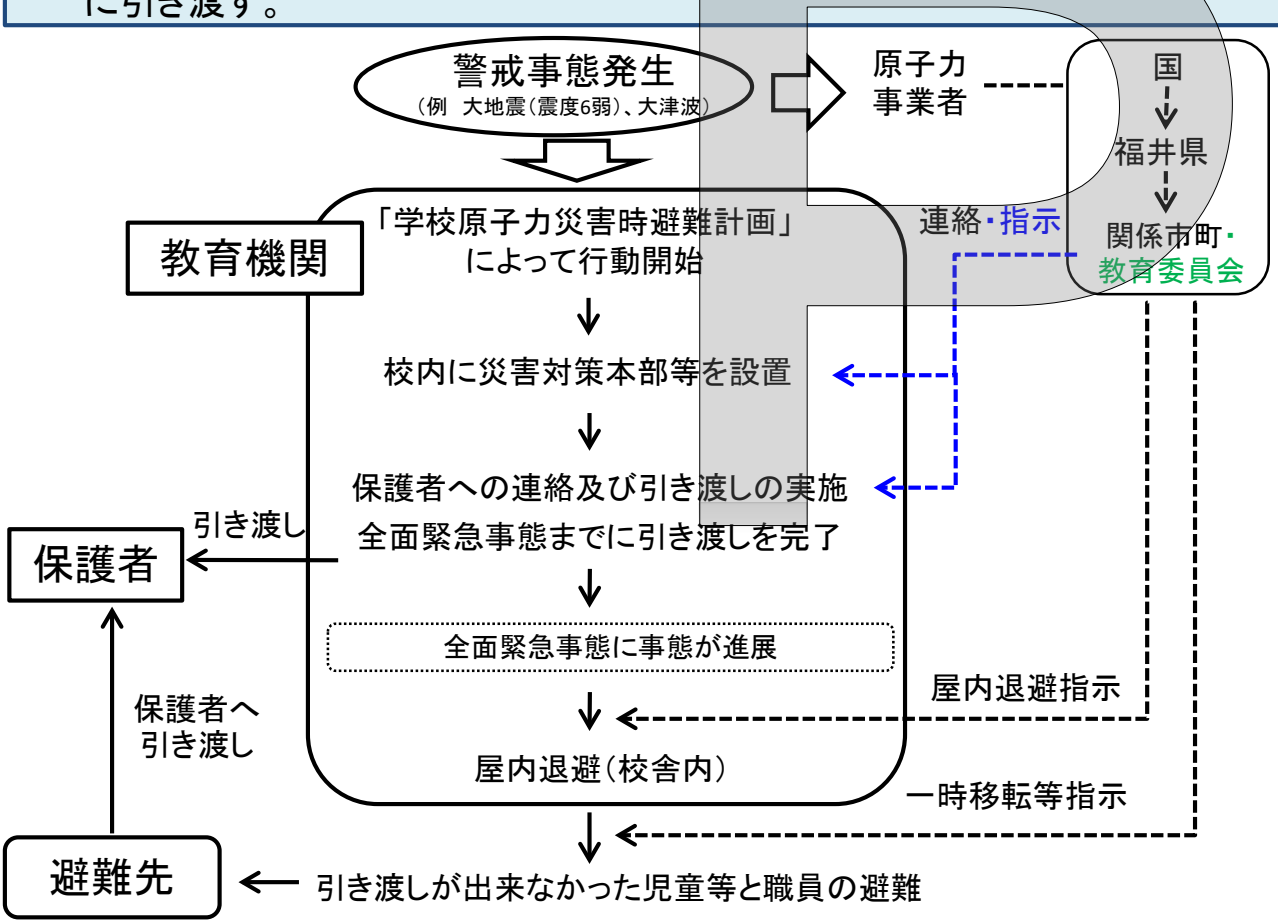 に引き渡す。
警戒事態発生
（例　大地震（震度6弱）、大津波）
原子力
事業者
国
福井県
関係市町・
教育委員会
連絡・指示
教育機関
「学校原子力災害時避難計画」
によって行動開始
校内に災害対策本部等を設置
保護者への連絡及び引き渡しの実施
全面緊急事態までに引き渡しを完了
引き渡し
保護者
全面緊急事態に事態が進展
屋内退避指示
保護者へ
引き渡し
屋内退避（校舎内）
一時移転等指示
避難先
引き渡しが出来なかった児童等と職員の避難